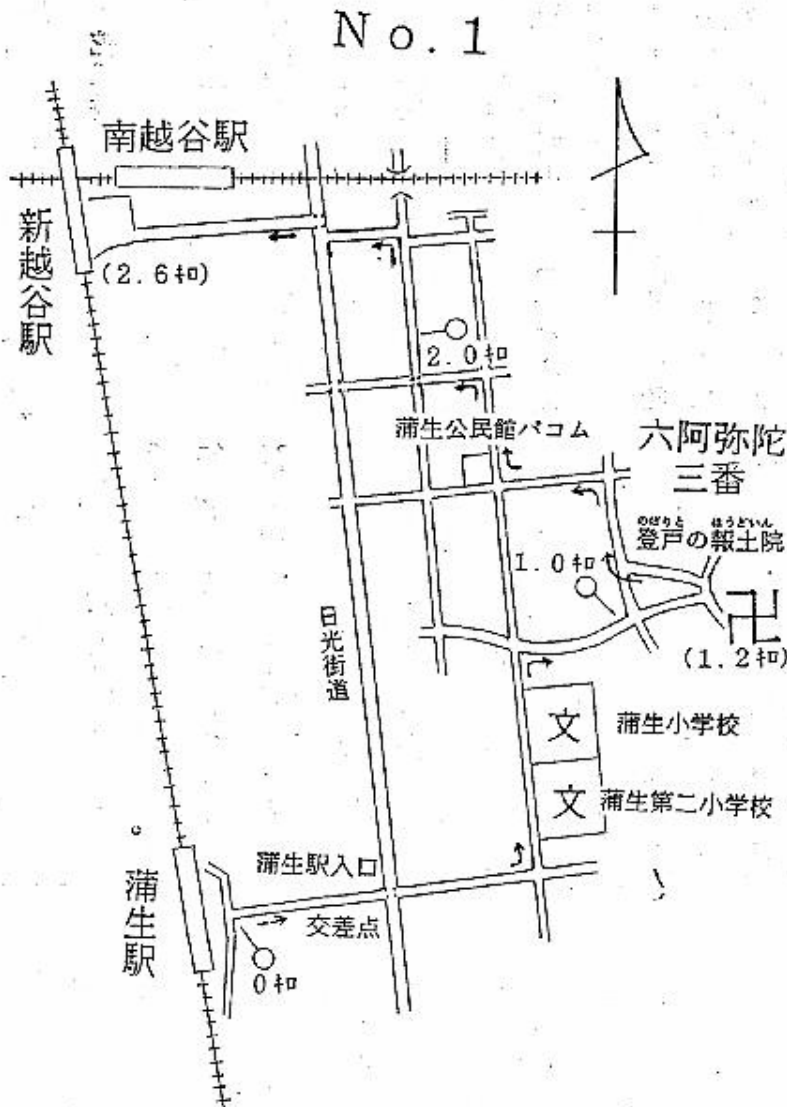 No.1
南越谷駅
新越谷駅
(2.6キロ)
2.0キロ
蒲生公民館パコム
六阿弥陀
三番
のぼりと ほうどいん
登戸の報土院
1.0キロ
卍
(1.2キロ)
日光街道
文 蒲生小学校
文 蒲生第二小学校
蒲生駅入口
交差点
蒲生駅
0キロ